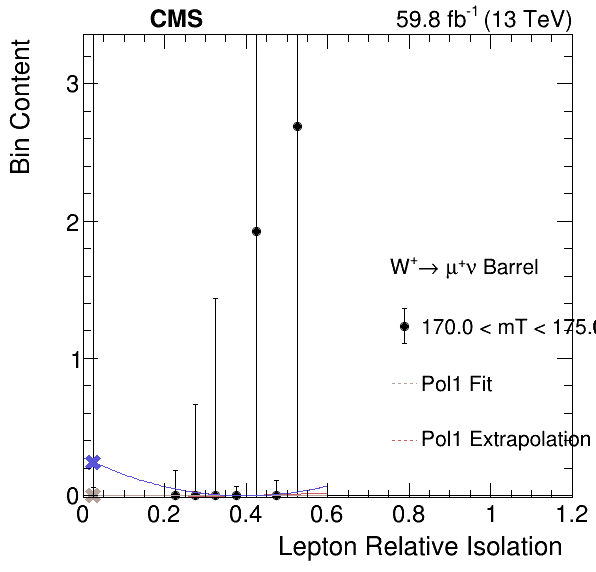 CMS
59.8 fb⁻¹ (13 TeV)
Bin Content
3
2
1
0
W⁺→ μ⁺ν Barrel
170.0 < mT < 175.0
Pol1 Fit
Pol1 Extrapolation
0 0.2 0.4 0.6 0.8 1 1.2
Lepton Relative Isolation